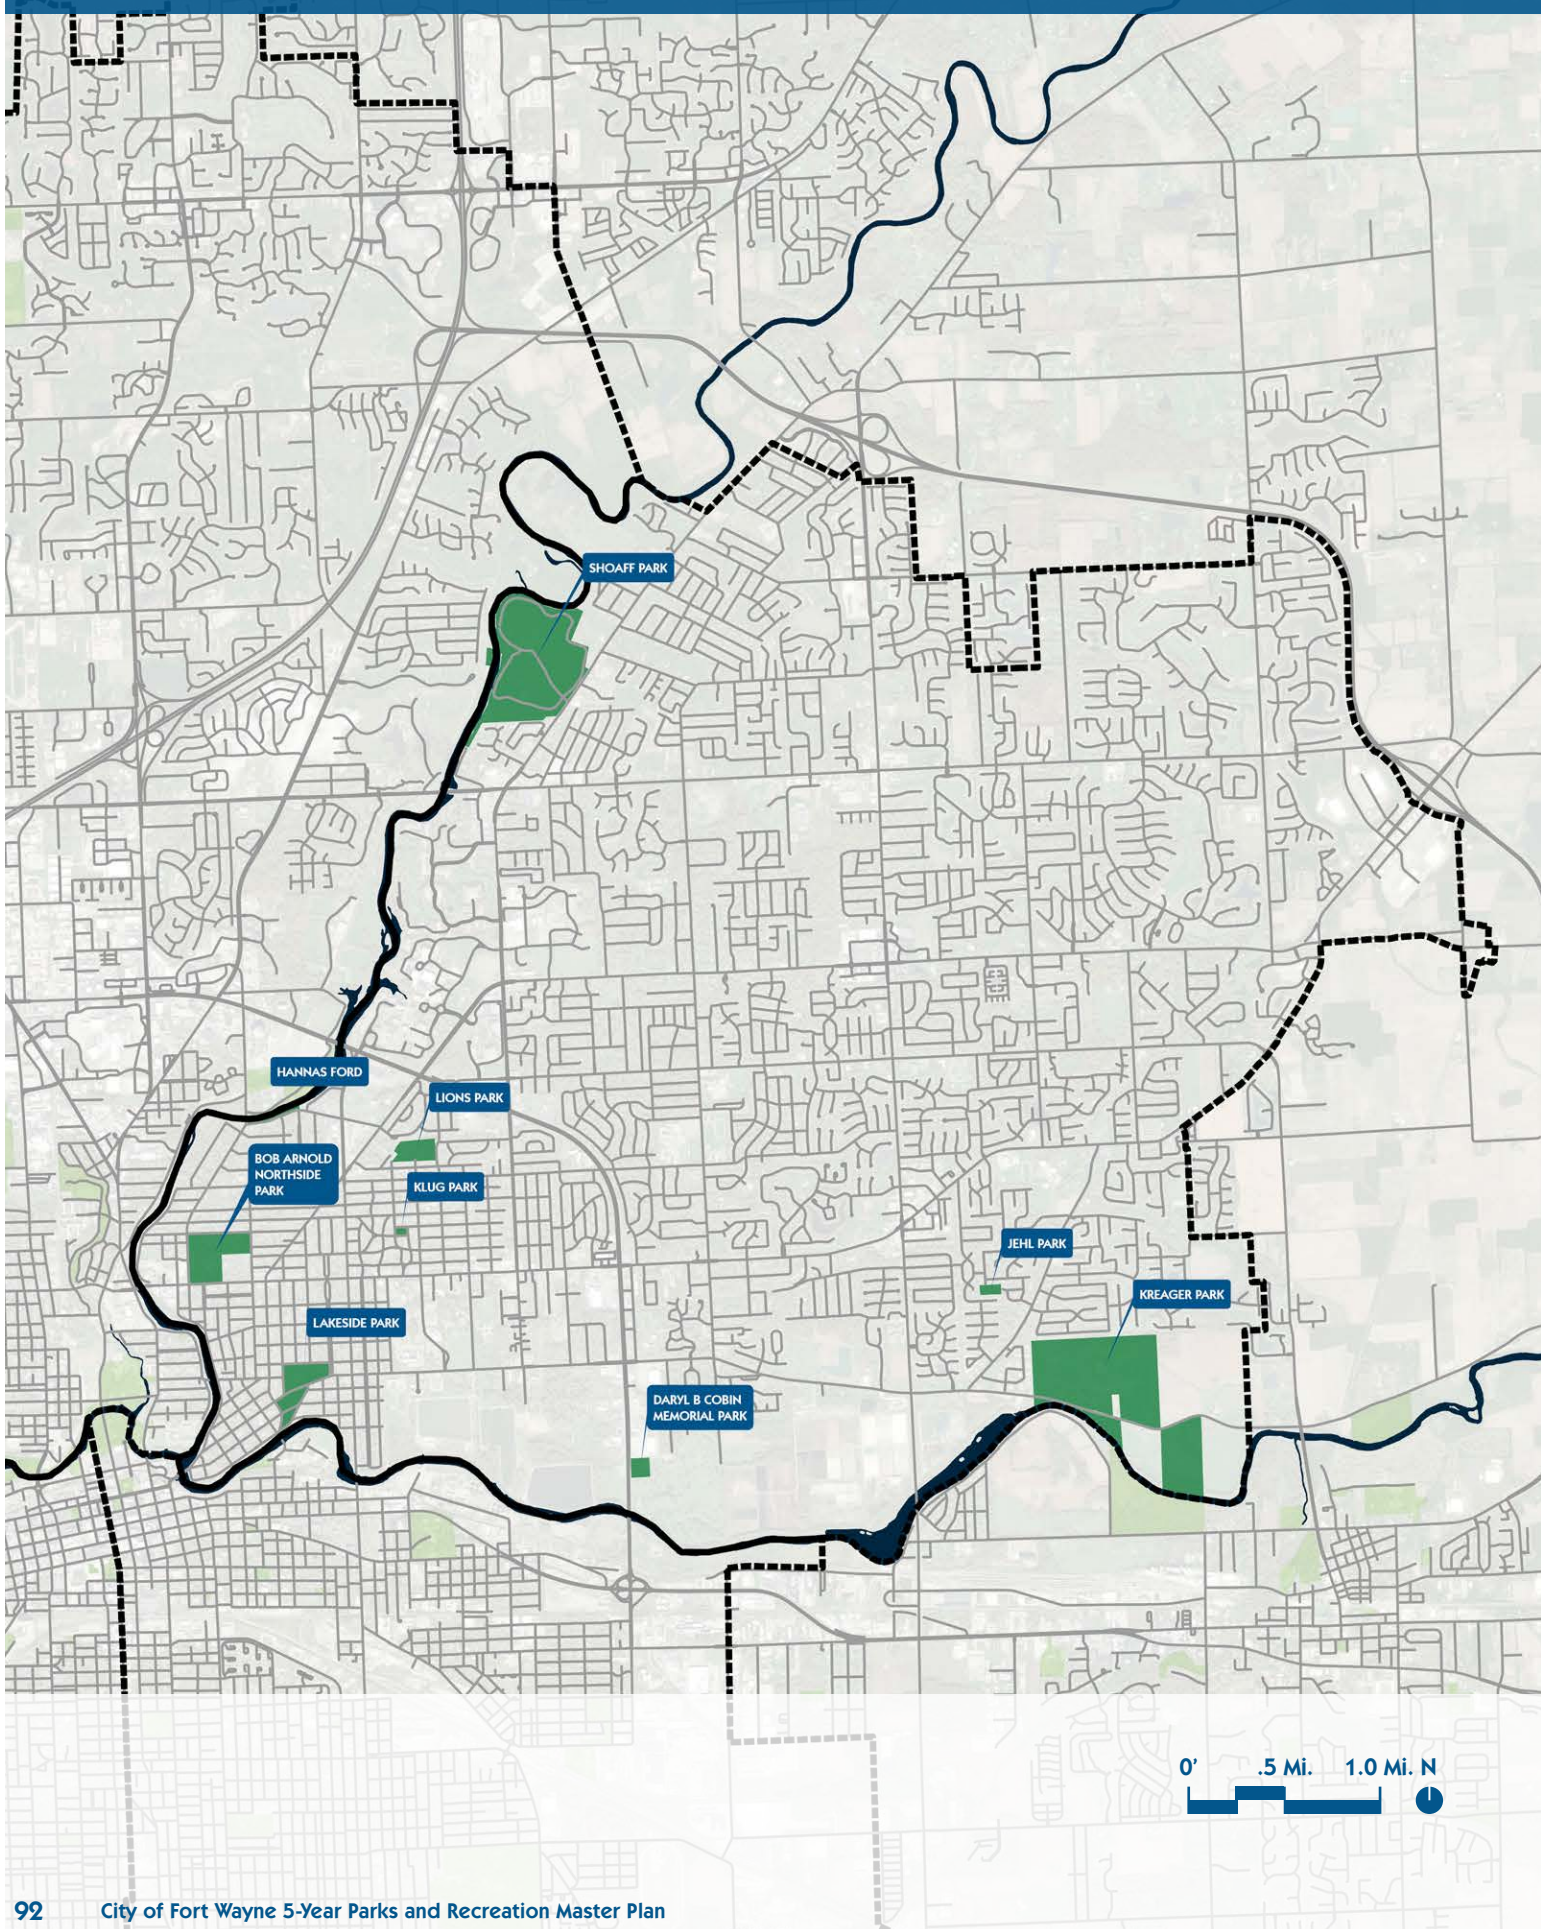 SHOAFF PARK
HANNAS FORD
LIONS PARK
BOB ARNOLD
NORTHSIDE
PARK
KLUG PARK
JEHL PARK
KREAGER PARK
LAKESIDE PARK
DARYL B COBIN
MEMORIAL PARK
0' .5 Mi. 1.0 Mi. N
92 City of Fort Wayne 5-Year Parks and Recreation Master Plan